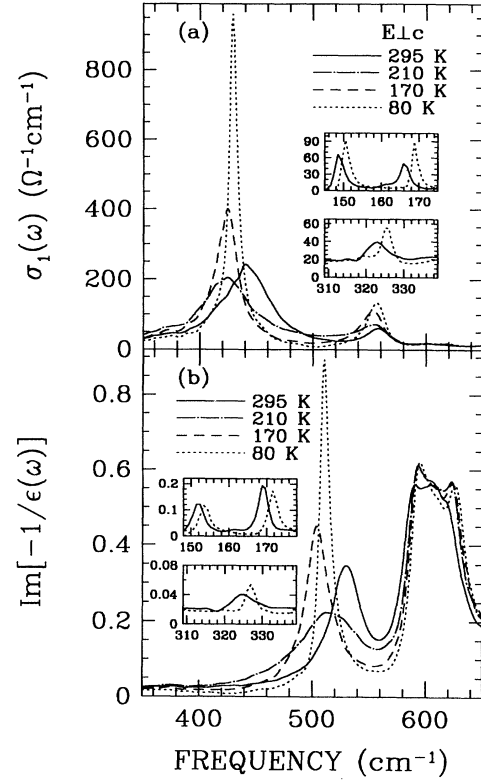 (a)
E⊥c
295 K
210 K
170 K
80 K
800
600
400
200
0
σ₁(ω) (Ω⁻¹cm⁻¹)
90
60
30
0
150 160 170
60
40
20
0
310 320 330
(b)
295 K
210 K
170 K
80 K
0.8
0.6
0.4
0.2
0
Im[−1/ϵ(ω)]
0.2
0.1
0
150 160 170
0.08
0.04
0
310 320 330
400 500 600
FREQUENCY (cm⁻¹)